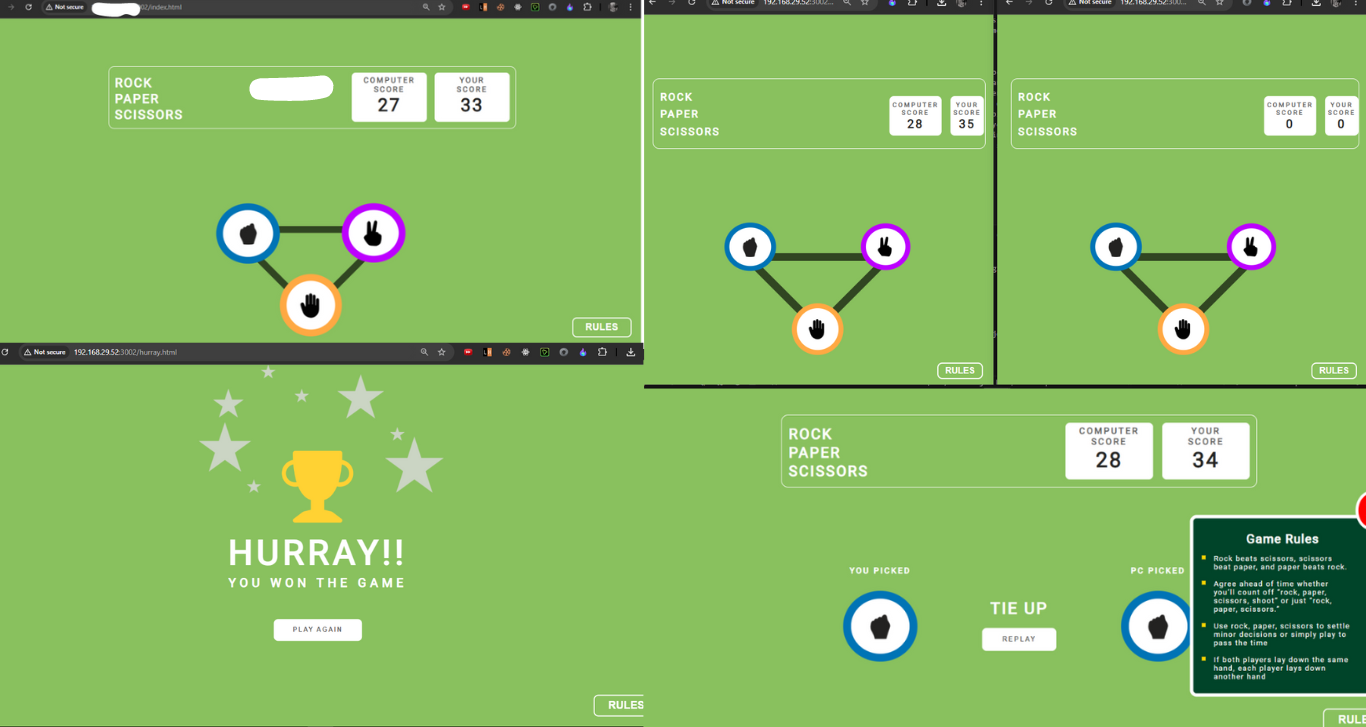 Not secure
02/index.html
ROCK
PAPER
SCISSORS
COMPUTER
SCORE
27
YOUR
SCORE
33
RULES
Not secure
192.168.29.52:3002...
ROCK
PAPER
SCISSORS
COMPUTER
SCORE
28
YOUR
SCORE
35
RULES
Not secure
192.168.29.52:300...
ROCK
PAPER
SCISSORS
COMPUTER
SCORE
0
YOUR
SCORE
0
RULES
Not secure
192.168.29.52:3002/hurray.html
HURRAY!!
YOU WON THE GAME
PLAY AGAIN
RULES
ROCK
PAPER
SCISSORS
COMPUTER
SCORE
28
YOUR
SCORE
34
YOU PICKED
TIE UP
REPLAY
PC PICKED
Game Rules
Rock beats scissors, scissors
beat paper, and paper beats rock.
Agree ahead of time whether
you'll count off "rock, paper,
scissors, shoot" or just "rock,
paper, scissors."
Use rock, paper, scissors to settle
minor decisions or simply play to
pass the time
If both players lay down the same
hand, each player lays down
another hand
RULE